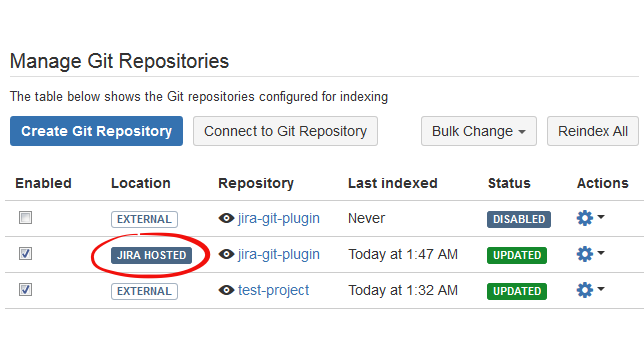 Manage Git Repositories
The table below shows the Git repositories configured for indexing
Create Git Repository Connect to Git Repository Bulk Change Reindex All
Enabled Location Repository Last indexed Status Actions
EXTERNAL jira-git-plugin Never DISABLED
JIRA HOSTED jira-git-plugin Today at 1:47 AM UPDATED
EXTERNAL test-project Today at 1:32 AM UPDATED